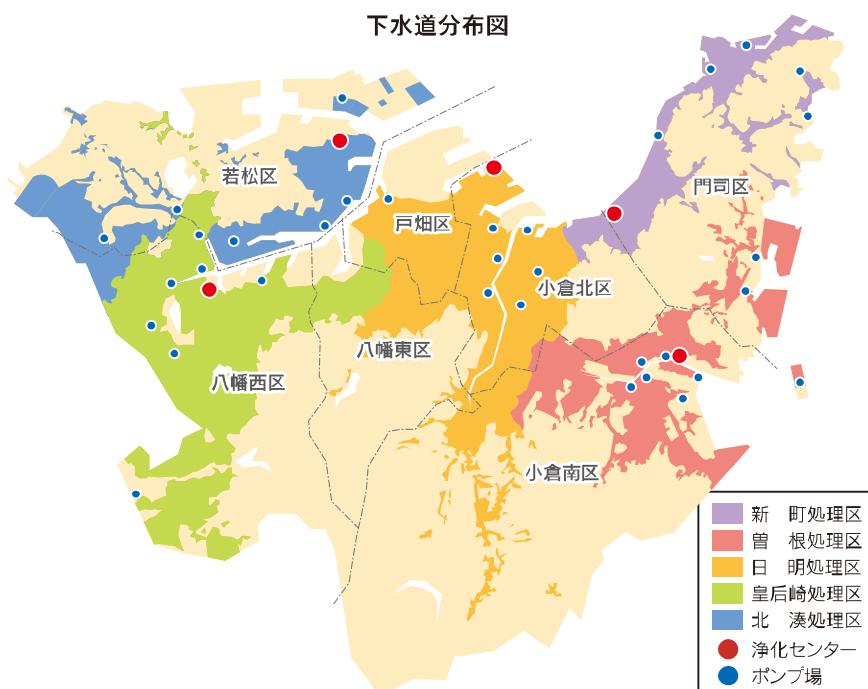 下水道分布図
若松区
門司区
戸畑区
小倉北区
八幡東区
八幡西区
小倉南区
新　町処理区
曽　根処理区
日　明処理区
皇后崎処理区
北　湊処理区
浄化センター
ポンプ場